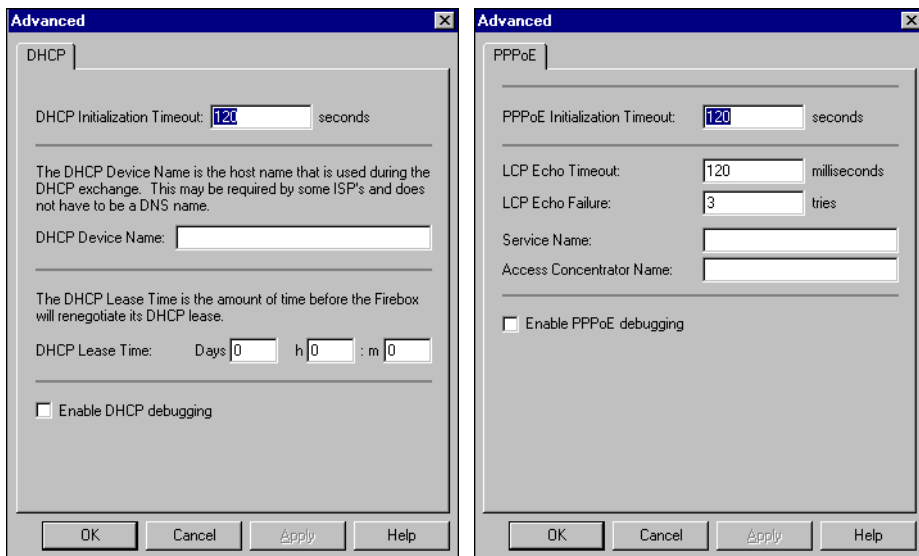 Advanced
DHCP
DHCP Initialization Timeout: 120 seconds
The DHCP Device Name is the host name that is used during the
DHCP exchange. This may be required by some ISP's and does
not have to be a DNS name.
DHCP Device Name:
The DHCP Lease Time is the amount of time before the Firebox
will renegotiate its DHCP lease.
DHCP Lease Time: Days 0 h 0 : m 0
Enable DHCP debugging
OK Cancel Apply Help
Advanced
PPPoE
PPPoE Initialization Timeout: 120 seconds
LCP Echo Timeout: 120 milliseconds
LCP Echo Failure: 3 tries
Service Name:
Access Concentrator Name:
Enable PPPoE debugging
OK Cancel Apply Help